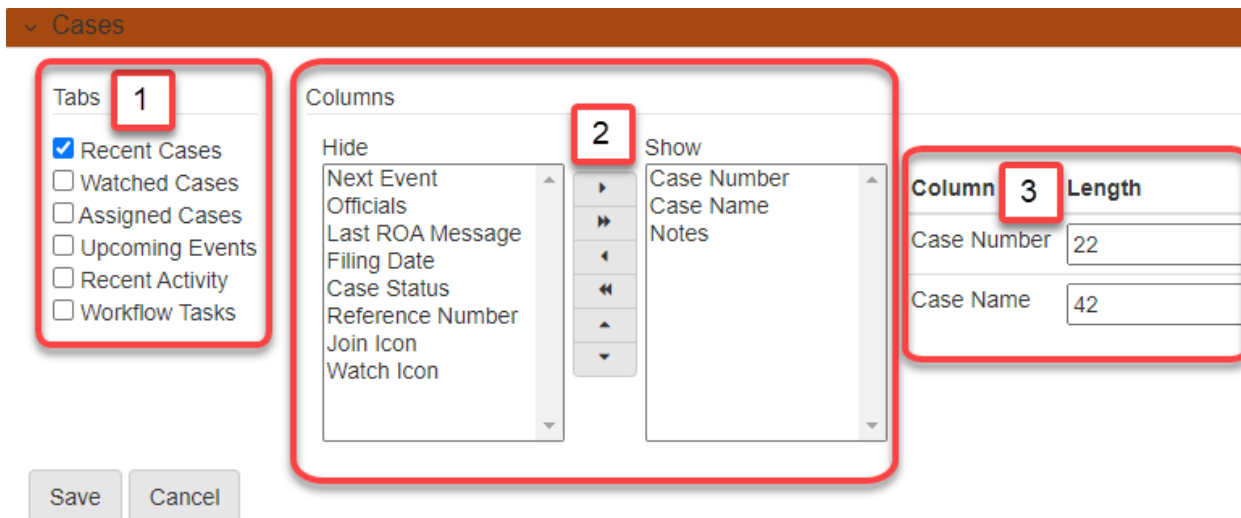 Cases
Tabs 1
Recent Cases
Watched Cases
Assigned Cases
Upcoming Events
Recent Activity
Workflow Tasks
Columns
2
Hide
Next Event
Officials
Last ROA Message
Filing Date
Case Status
Reference Number
Join Icon
Watch Icon
Show
Case Number
Case Name
Notes
Column 3 Length
Case Number 22
Case Name 42
Save Cancel